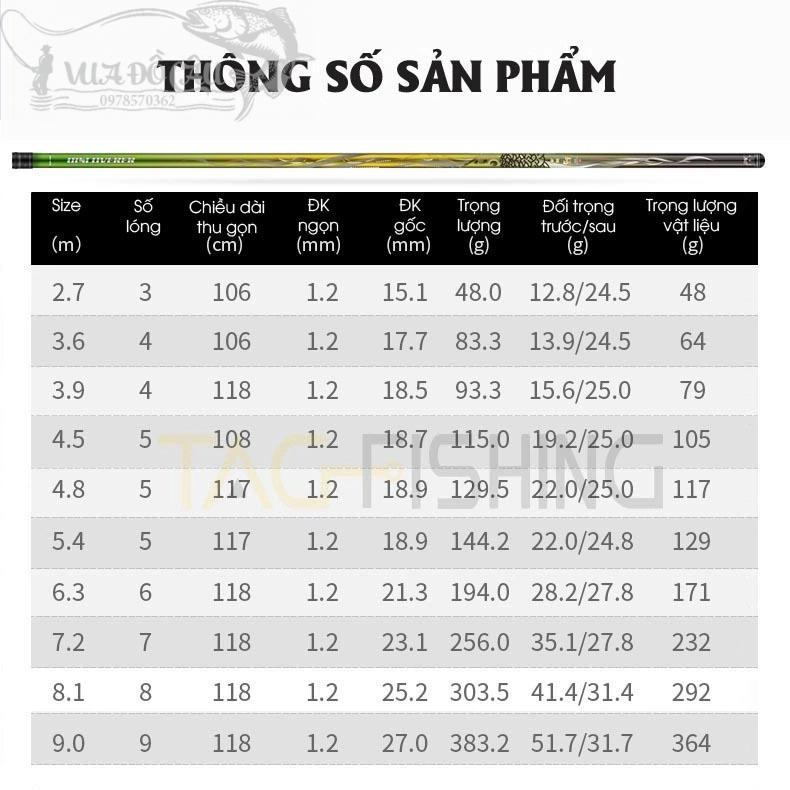 VUA ĐỒ CÂU
0978570362
THÔNG SỐ SẢN PHẨM
DISCOVERER
Size (m) Số lóng Chiều dài thu gọn (cm) ĐK ngọn (mm) ĐK gốc (mm) Trọng lượng (g) Đối trọng trước/sau (g) Trọng lượng vật liệu (g)
2.7 3 106 1.2 15.1 48.0 12.8/24.5 48
3.6 4 106 1.2 17.7 83.3 13.9/24.5 64
3.9 4 118 1.2 18.5 93.3 15.6/25.0 79
4.5 5 108 1.2 18.7 115.0 19.2/25.0 105
TAC FISHING
4.8 5 117 1.2 18.9 129.5 22.0/25.0 117
5.4 5 117 1.2 18.9 144.2 22.0/24.8 129
6.3 6 118 1.2 21.3 194.0 28.2/27.8 171
7.2 7 118 1.2 23.1 256.0 35.1/27.8 232
8.1 8 118 1.2 25.2 303.5 41.4/31.4 292
9.0 9 118 1.2 27.0 383.2 51.7/31.7 364